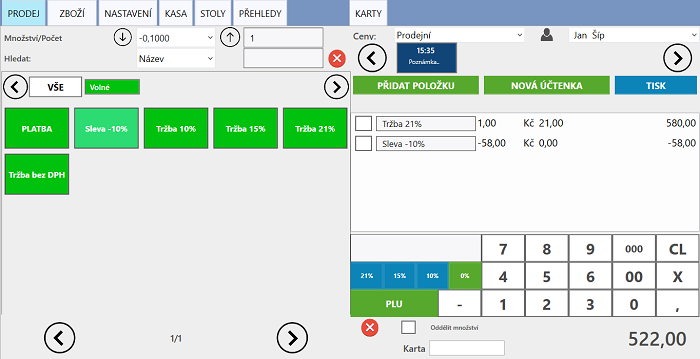 PRODEJ ZBOŽÍ NASTAVENÍ KASA STOLY PŘEHLEDY KARTY
Množství/Počet -0,1000 1
Hledat: Název
Ceny: Prodejní Jan Šíp
15:35
Poznámka..
VŠE Volné
PŘIDAT POLOŽKU NOVÁ ÚČTENKA TISK
PLATBA Sleva -10% Tržba 10% Tržba 15% Tržba 21%
Tržba bez DPH
Tržba 21% 1,00 Kč 21,00 580,00
Sleva -10% -58,00 Kč 0,00 -58,00
7 8 9 000 CL
21% 15% 10% 0% 4 5 6 00 X
PLU - 1 2 3 0 ,
1/1
Oddělit množství
Karta
522,00